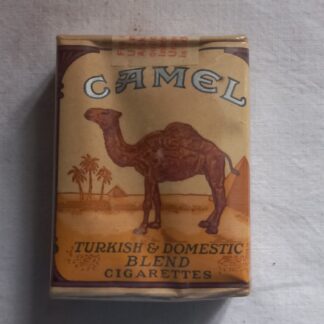 CAMEL
TURKISH & DOMESTIC
BLEND
CIGARETTES